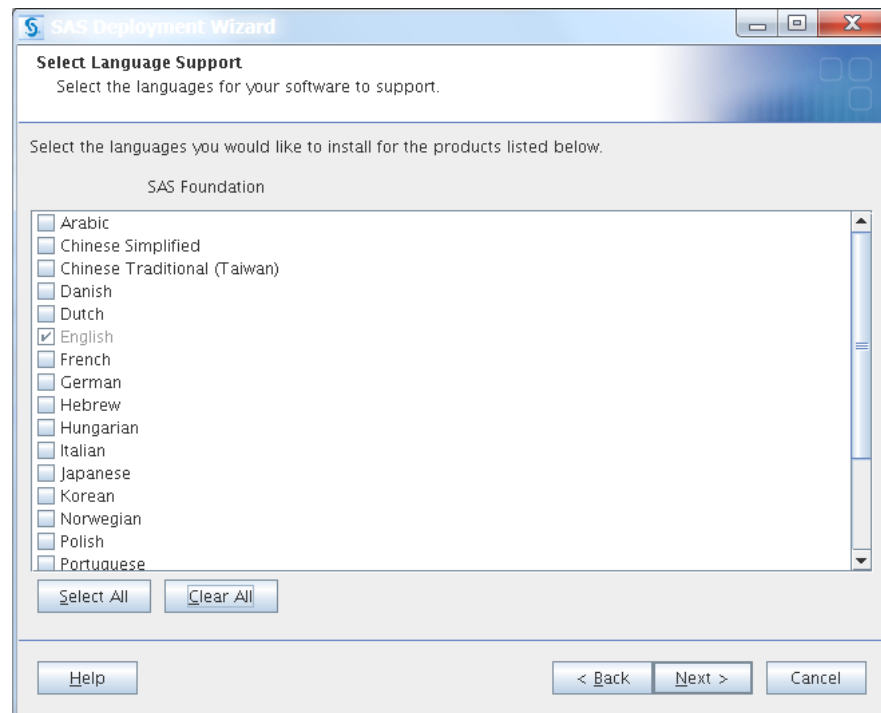 SAS Deployment Wizard
Select Language Support
Select the languages for your software to support.
Select the languages you would like to install for the products listed below.
SAS Foundation
Arabic
Chinese Simplified
Chinese Traditional (Taiwan)
Danish
Dutch
English
French
German
Hebrew
Hungarian
Italian
Japanese
Korean
Norwegian
Polish
Portuguese
Select All Clear All
Help < Back Next > Cancel